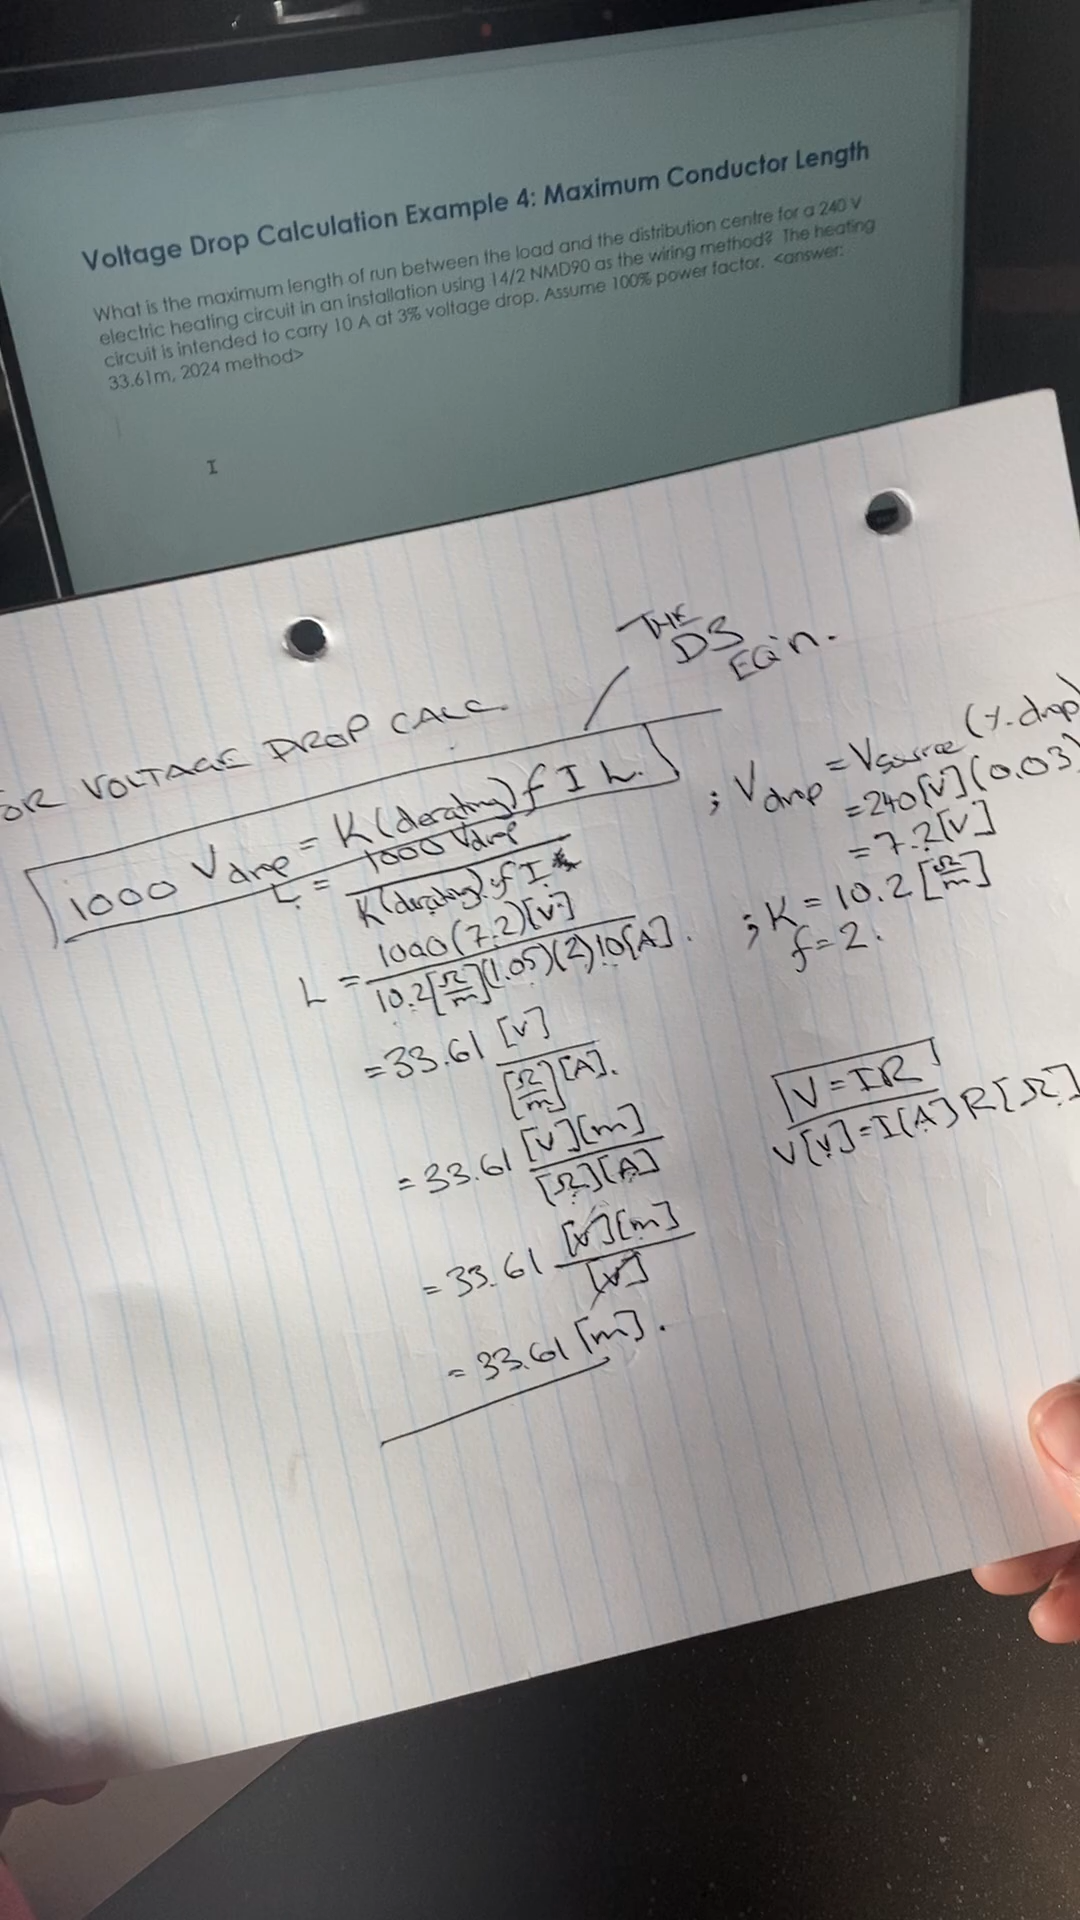 Voltage Drop Calculation Example 4: Maximum Conductor Length
What is the maximum length of run between the load and the distribution centre for a 240 V
electric heating circuit in an installation using 14/2 NMD90 as the wiring method? The heating
circuit is intended to carry 10 A at 3% voltage drop. Assume 100% power factor. <answer:
33.61m, 2024 method>
THE
D3
EQ'n.
OR VOLTAGE DROP CALC.
1000 Vdrop = K(derating) f I L.
; Vdrop = Vsource (%.drop)
= 240[V](0.03)
= 7.2[V]
L = 1000 Vdrop / K(derating) f I
; K = 10.2 [Ω/m]
f = 2.
L = 1000(7.2)[V] / 10.2[Ω/m](1.05)(2)10[A].
= 33.61 [V] / [Ω/m][A].
V = IR
V[V] = I[A] R[Ω]
= 33.61 [V][m] / [Ω][A]
= 33.61 [V][m] / [V]
= 33.61 [m].